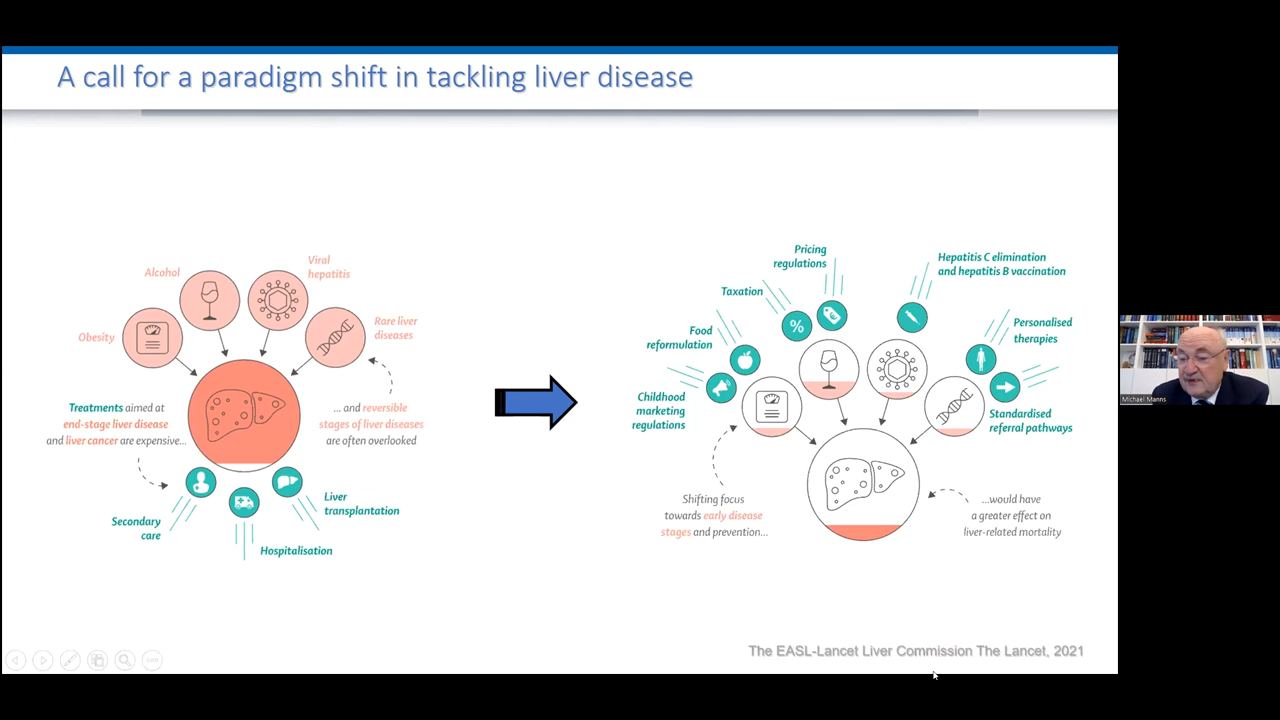 A call for a paradigm shift in tackling liver disease
Alcohol
Viral
hepatitis
Obesity
Rare liver
diseases
Treatments aimed at
end-stage liver disease
and liver cancer are expensive...
... and reversible
stages of liver diseases
are often overlooked
Secondary
care
Hospitalisation
Liver
transplantation
Pricing
regulations
Taxation
%
Food
reformulation
Childhood
marketing
regulations
Hepatitis C elimination
and hepatitis B vaccination
Personalised
therapies
Standardised
referral pathways
Shifting focus
towards early disease
stages and prevention...
...would have
a greater effect on
liver-related mortality
The EASL-Lancet Liver Commission The Lancet, 2021
Michael Manns